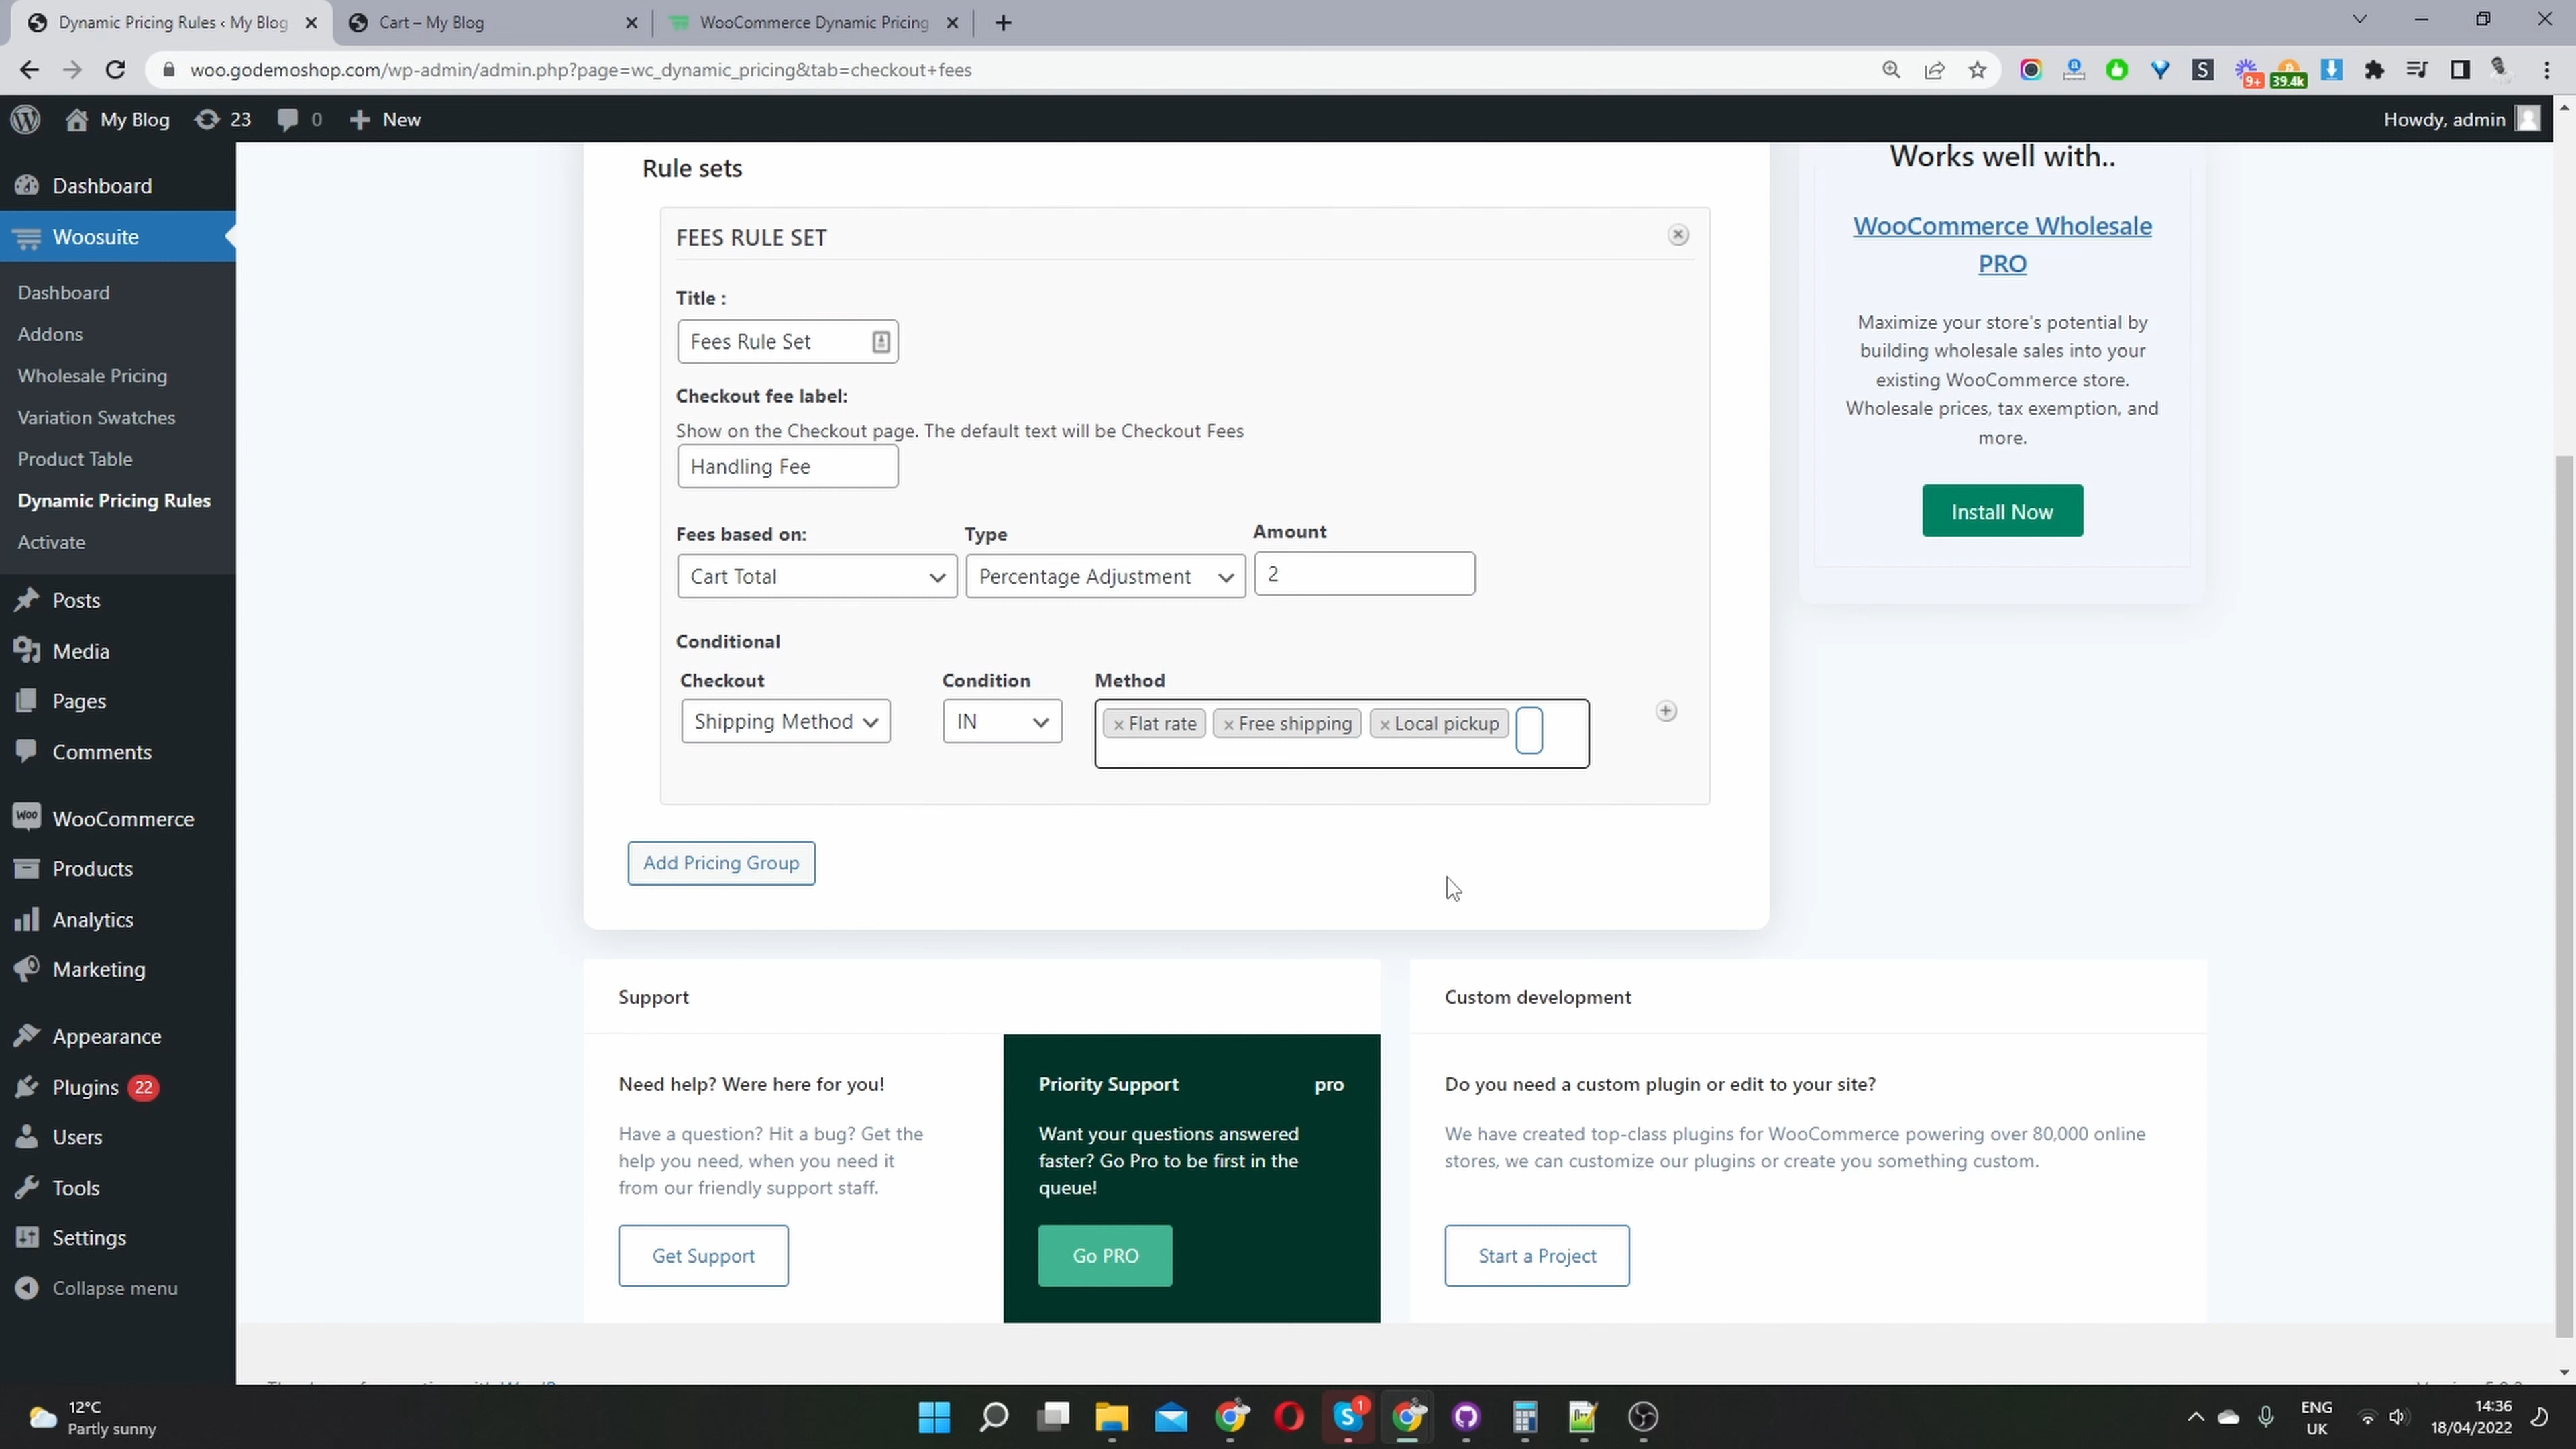 Dynamic Pricing Rules ‹ My Blog
Cart – My Blog
WooCommerce Dynamic Pricing
woo.godemoshop.com/wp-admin/admin.php?page=wc_dynamic_pricing&tab=checkout+fees
S
9+
39.4k
My Blog
23
0
New
Howdy, admin
Dashboard
Woosuite
Dashboard
Addons
Wholesale Pricing
Variation Swatches
Product Table
Dynamic Pricing Rules
Activate
Posts
Media
Pages
Comments
WooCommerce
Products
Analytics
Marketing
Appearance
Plugins 22
Users
Tools
Settings
Collapse menu
Rule sets
FEES RULE SET
Title :
Fees Rule Set
Checkout fee label:
Show on the Checkout page. The default text will be Checkout Fees
Handling Fee
Fees based on:
Type
Amount
Cart Total
Percentage Adjustment
2
Conditional
Checkout
Condition
Method
Shipping Method
IN
× Flat rate
× Free shipping
× Local pickup
Add Pricing Group
Works well with..
WooCommerce Wholesale
PRO
Maximize your store's potential by
building wholesale sales into your
existing WooCommerce store.
Wholesale prices, tax exemption, and
more.
Install Now
Support
Need help? Were here for you!
Have a question? Hit a bug? Get the
help you need, when you need it
from our friendly support staff.
Get Support
Priority Support
pro
Want your questions answered
faster? Go Pro to be first in the
queue!
Go PRO
Custom development
Do you need a custom plugin or edit to your site?
We have created top-class plugins for WooCommerce powering over 80,000 online
stores, we can customize our plugins or create you something custom.
Start a Project
12°C
Partly sunny
1
ENG
UK
14:36
18/04/2022